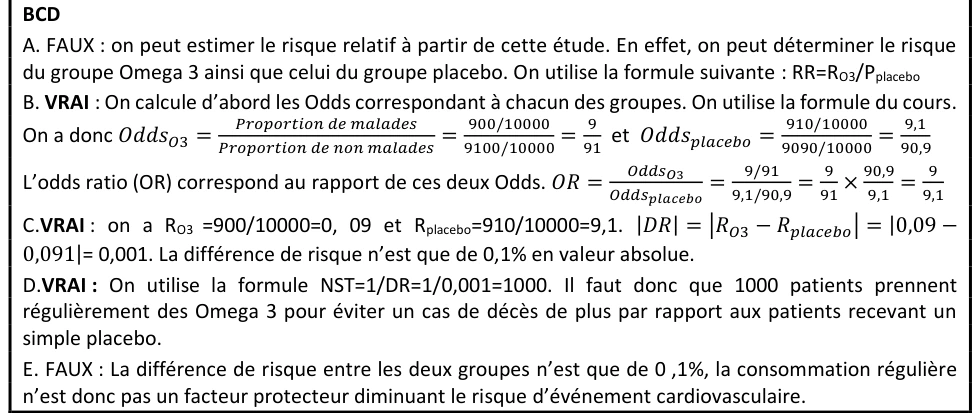 BCD
A. FAUX : on peut estimer le risque relatif à partir de cette étude. En effet, on peut déterminer le risque
du groupe Omega 3 ainsi que celui du groupe placebo. On utilise la formule suivante : RR=R_O3/P_placebo
B. VRAI : On calcule d’abord les Odds correspondant à chacun des groupes. On utilise la formule du cours.
On a donc Odds_O3 = Proportion de malades/Proportion de non malades = (900/10000)/(9100/10000) = 9/91 et Odds_placebo = (910/10000)/(9090/10000) = 9,1/90,9
L’odds ratio (OR) correspond au rapport de ces deux Odds. OR = Odds_O3/Odds_placebo = (9/91)/(9,1/90,9) = 9/91 × 90,9/9,1 = 9/9,1
C.VRAI : on a R_O3 =900/10000=0, 09 et R_placebo=910/10000=9,1. |DR| = |R_O3 − R_placebo| = |0,09 −
0,091|= 0,001. La différence de risque n’est que de 0,1% en valeur absolue.
D.VRAI : On utilise la formule NST=1/DR=1/0,001=1000. Il faut donc que 1000 patients prennent
régulièrement des Omega 3 pour éviter un cas de décès de plus par rapport aux patients recevant un
simple placebo.
E. FAUX : La différence de risque entre les deux groupes n’est que de 0 ,1%, la consommation régulière
n’est donc pas un facteur protecteur diminuant le risque d’événement cardiovasculaire.